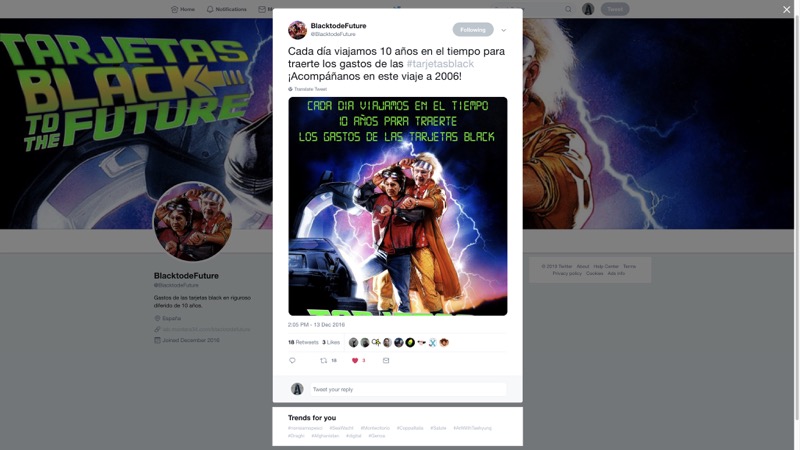 Home
Notifications
Tweet
TARJETAS
BLACK
TO THE
FUTURE
BlacktodeFuture
@BlacktodeFuture
Following
Cada día viajamos 10 años en el tiempo para
traerte los gastos de las #tarjetasblack
¡Acompáñanos en este viaje a 2006!
Translate Tweet
CADA DIA VIAJAMOS EN EL TIEMPO
10 AÑOS PARA TRAERTE
LOS GASTOS DE LAS TARJETAS BLACK
2:05 PM - 13 Dec 2016
18 Retweets 3 Likes
18
3
Tweet your reply
Trends for you
BlacktodeFuture
@BlacktodeFuture
Gastos de las tarjetas black en riguroso
diferido de 10 años.
España
Joined December 2016
© 2018 Twitter About Help Center Terms
Privacy policy Cookies Ads info